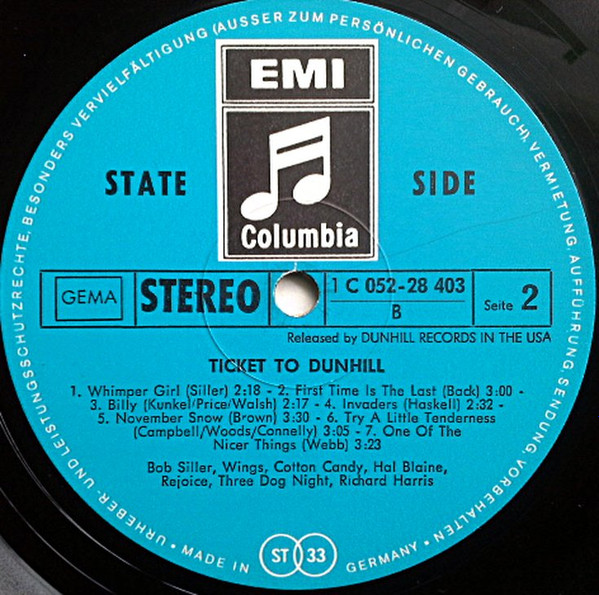 URHEBER- UND LEISTUNGSSCHUTZRECHTE, BESONDERS VERVIELFÄLTIGUNG (AUSSER ZUM PERSÖNLICHEN GEBRAUCH), VERMIETUNG, AUFFÜHRUNG, SENDUNG, VORBEHALTEN •
EMI
STATE SIDE
Columbia
GEMA STEREO 1 C 052-28 403
B
Seite 2
Released by DUNHILL RECORDS IN THE USA
TICKET TO DUNHILL
1. Whimper Girl (Siller) 2:18 - 2. First Time Is The Last (Back) 3:00 -
3. Billy (Kunkel/Price/Walsh) 2:17 - 4. Invaders (Haskell) 2:32 -
5. November Snow (Brown) 3:30 - 6. Try A Little Tenderness
(Campbell/Woods/Connelly) 3:05 - 7. One Of The
Nicer Things (Webb) 3:23
Bob Siller, Wings, Cotton Candy, Hal Blaine,
Rejoice, Three Dog Night, Richard Harris
• MADE IN GERMANY •
ST 33